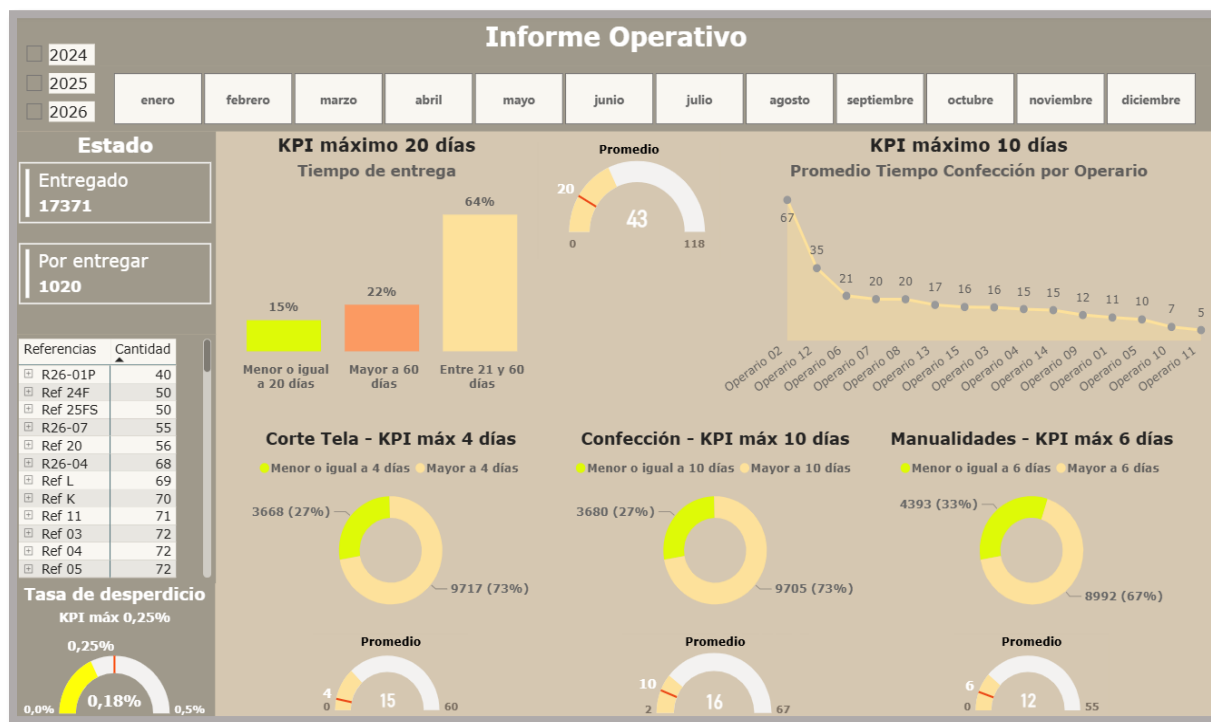 Informe Operativo
2024
2025
2026
enero febrero marzo abril mayo junio julio agosto septiembre octubre noviembre diciembre
Estado
Entregado
17371
Por entregar
1020
Referencias Cantidad
R26-01P 40
Ref 24F 50
Ref 25FS 50
R26-07 55
Ref 20 56
R26-04 68
Ref L 69
Ref K 70
Ref 11 71
Ref 03 72
Ref 04 72
Ref 05 72
Tasa de desperdicio
KPI máx 0,25%
0,25%
0,18%
0,0% 0,5%
KPI máximo 20 días
Tiempo de entrega
15% 22% 64%
Menor o igual a 20 días
Mayor a 60 días
Entre 21 y 60 días
Promedio
20
43
0 118
KPI máximo 10 días
Promedio Tiempo Confección por Operario
67 35 21 20 20 17 16 16 15 15 12 11 10 7 5
Operario 02
Operario 12
Operario 06
Operario 07
Operario 08
Operario 13
Operario 15
Operario 03
Operario 04
Operario 14
Operario 09
Operario 01
Operario 05
Operario 10
Operario 11
Corte Tela - KPI máx 4 días
Menor o igual a 4 días Mayor a 4 días
3668 (27%)
9717 (73%)
Promedio
4
15
0 60
Confección - KPI máx 10 días
Menor o igual a 10 días Mayor a 10 días
3680 (27%)
9705 (73%)
Promedio
10
16
2 67
Manualidades - KPI máx 6 días
Menor o igual a 6 días Mayor a 6 días
4393 (33%)
8992 (67%)
Promedio
6
12
0 55